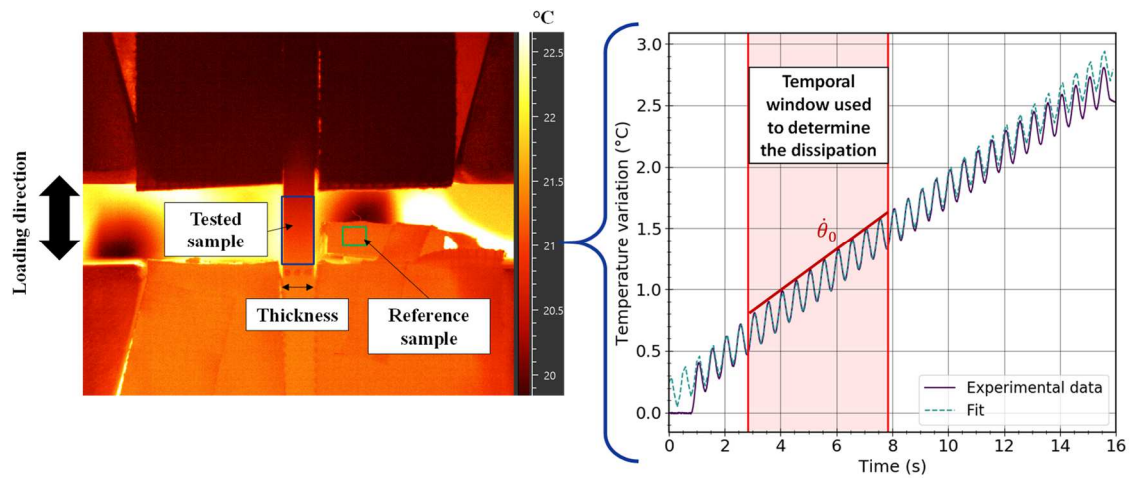 °C
22.5
22
21.5
21
20.5
20
Loading direction
Tested
sample
Thickness
Reference
sample
Temperature variation (°C)
3.0
2.5
2.0
1.5
1.0
0.5
0.0
Temporal
window used
to determine
the dissipation
θ̇₀
Experimental data
Fit
0 2 4 6 8 10 12 14 16
Time (s)